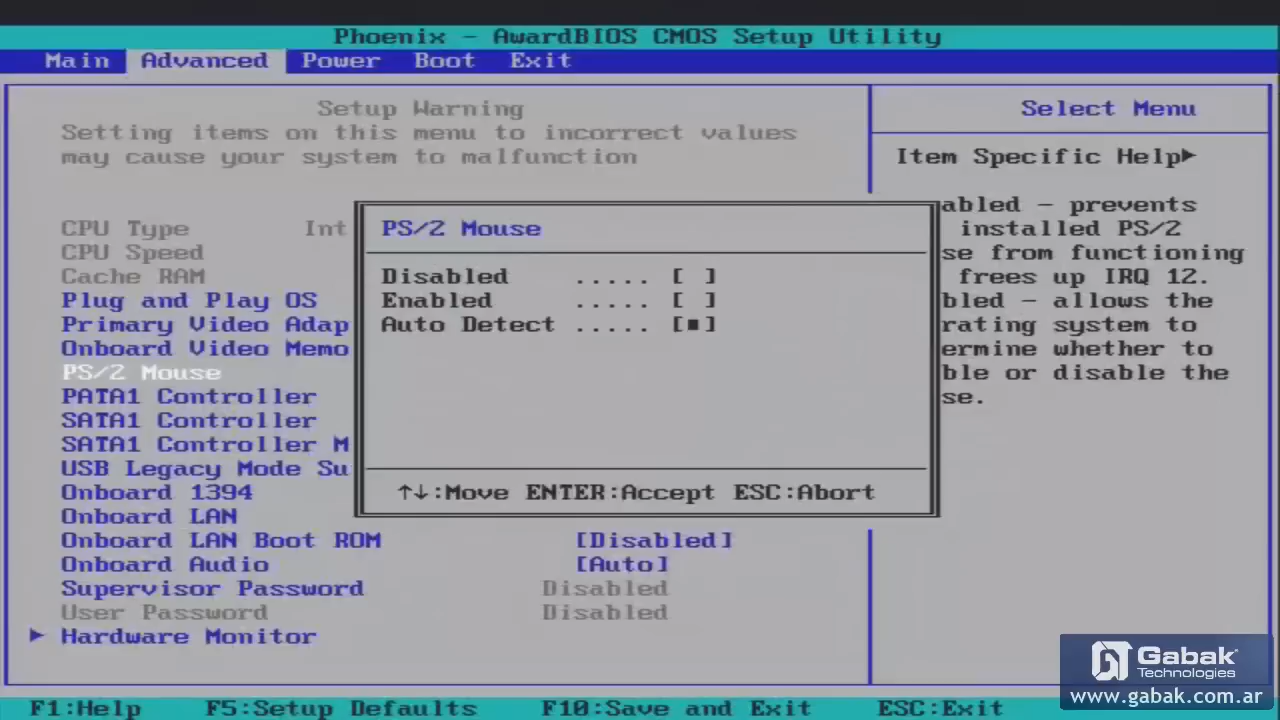 Phoenix - AwardBIOS CMOS Setup Utility
Main Advanced Power Boot Exit
Setup Warning
Setting items on this menu to incorrect values
may cause your system to malfunction
CPU Type Int
CPU Speed
Cache RAM
Plug and Play OS
Primary Video Adap
Onboard Video Memo
PS/2 Mouse
PATA1 Controller
SATA1 Controller
SATA1 Controller M
USB Legacy Mode Su
Onboard 1394
Onboard LAN
Onboard LAN Boot ROM [Disabled]
Onboard Audio [Auto]
Supervisor Password Disabled
User Password Disabled
▶ Hardware Monitor
PS/2 Mouse
Disabled ..... [ ]
Enabled ..... [ ]
Auto Detect ..... [■]
↑↓:Move ENTER:Accept ESC:Abort
Select Menu
Item Specific Help▶
abled - prevents
installed PS/2
se from functioning
frees up IRQ 12.
bled - allows the
rating system to
ermine whether to
ble or disable the
se.
F1:Help F5:Setup Defaults F10:Save and Exit ESC:Exit
Gabak
Technologies
www.gabak.com.ar